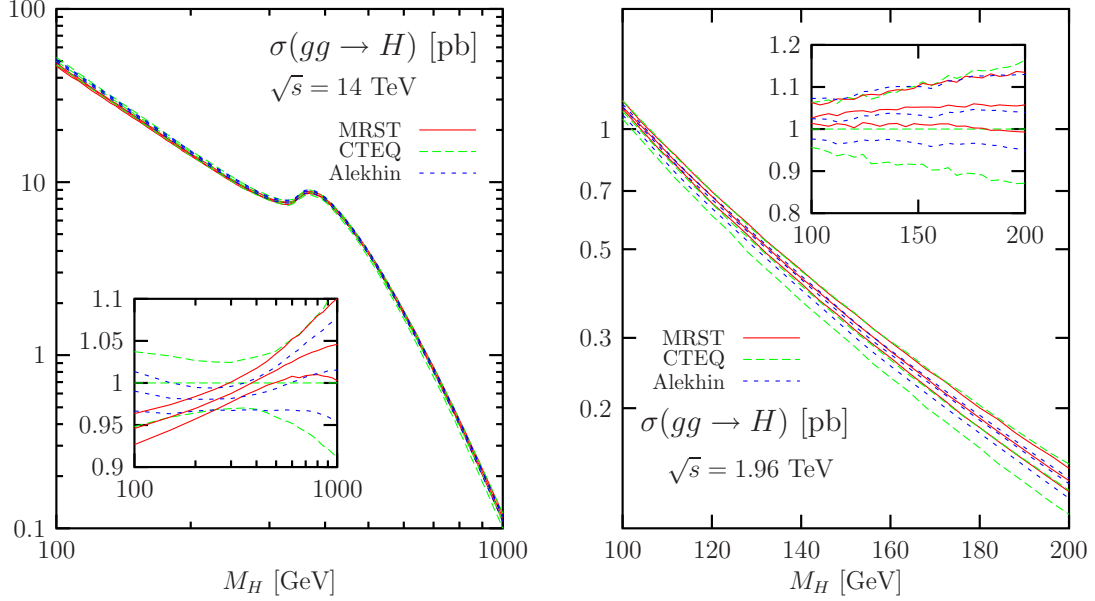 100
10
1
0.1
σ(gg → H) [pb]
√s = 14 TeV
MRST
CTEQ
Alekhin
1.1
1.05
1
0.95
0.9
100 1000
100 1000
M_H [GeV]
1
0.7
0.5
0.3
0.2
1.2
1.1
1
0.9
0.8
100 150 200
MRST
CTEQ
Alekhin
σ(gg → H) [pb]
√s = 1.96 TeV
100 120 140 160 180 200
M_H [GeV]